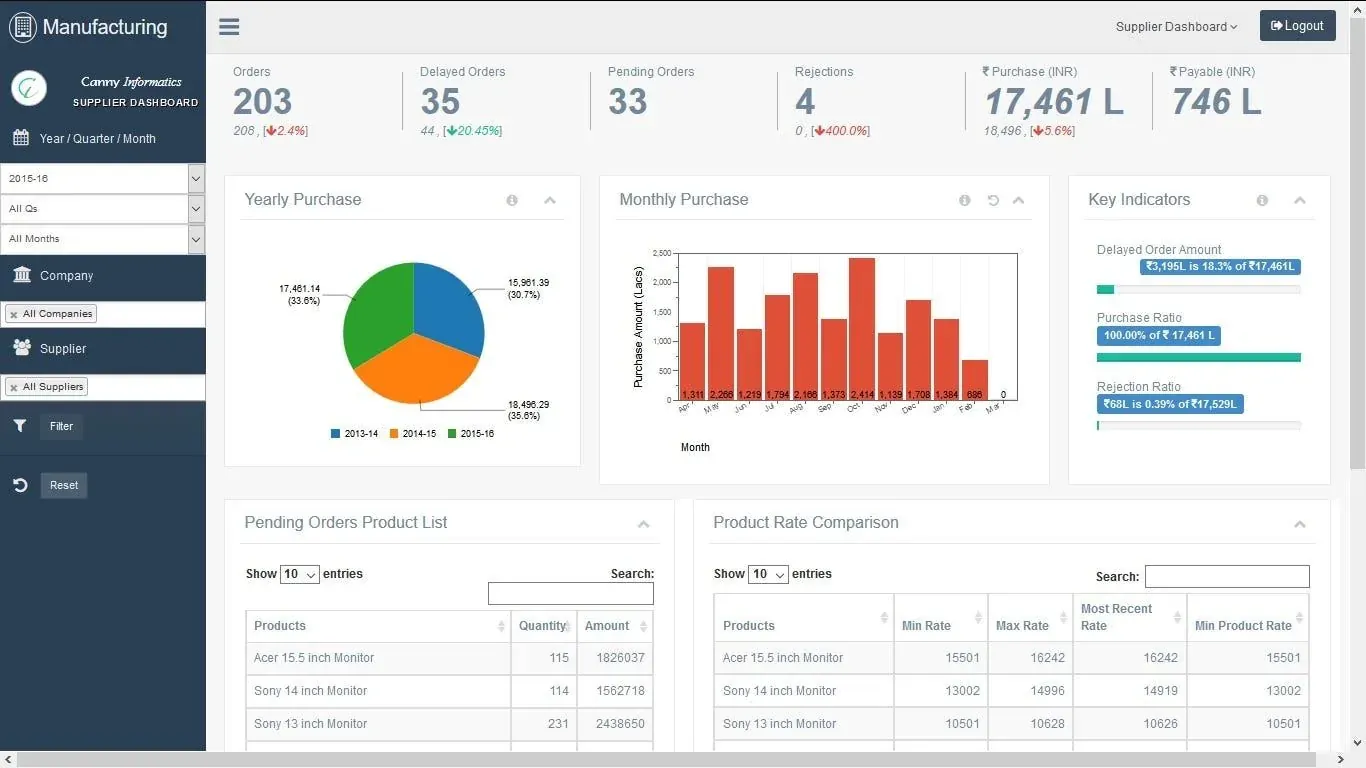 Manufacturing
Canny Informatics
SUPPLIER DASHBOARD
Year / Quarter / Month
2015-16
All Qs
All Months
Company
× All Companies
Supplier
× All Suppliers
Filter
Reset
Supplier Dashboard
Logout
Orders
203
208 , [↓2.4%]
Delayed Orders
35
44 , [↓20.45%]
Pending Orders
33
Rejections
4
0 , [↓400.0%]
₹ Purchase (INR)
17,461 L
18,496 , [↓5.6%]
₹ Payable (INR)
746 L
Yearly Purchase
15,961.39
(30.7%)
17,461.14
(33.6%)
18,496.29
(35.6%)
2013-14 2014-15 2015-16
Monthly Purchase
Purchase Amount (Lacs)
2,500
2,000
1,500
1,000
500
0
1,311 2,266 1,219 1,794 2,166 1,373 2,414 1,139 1,708 1,384 686 0
Apr May Jun Jul Aug Sep Oct Nov Dec Jan Feb Mar
Month
Key Indicators
Delayed Order Amount
₹3,195L is 18.3% of ₹17,461L
Purchase Ratio
100.00% of ₹ 17,461 L
Rejection Ratio
₹68L is 0.39% of ₹17,529L
Pending Orders Product List
Show 10 entries
Search:
Products Quantity Amount
Acer 15.5 inch Monitor 115 1826037
Sony 14 inch Monitor 114 1562718
Sony 13 inch Monitor 231 2438650
Product Rate Comparison
Show 10 entries
Search:
Products Min Rate Max Rate Most Recent Rate Min Product Rate
Acer 15.5 inch Monitor 15501 16242 16242 15501
Sony 14 inch Monitor 13002 14996 14919 13002
Sony 13 inch Monitor 10501 10628 10626 10501